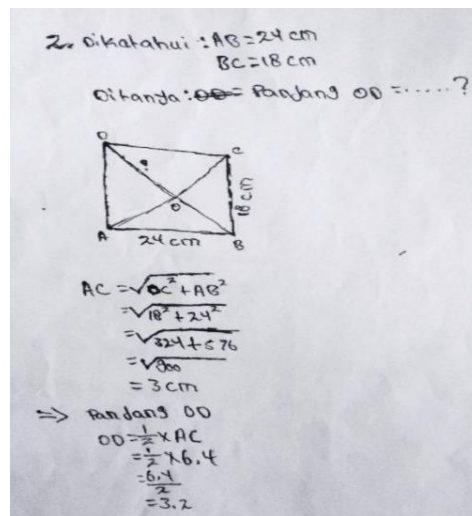 2. Dikatahui : AB = 24 cm
BC = 18 cm
Ditanya : Panjang OD = ..... ?
D
C
?
O
18 cm
A
24 cm
B
AC = √BC² + AB²
= √18² + 24²
= √324 + 576
= √900
= 3 cm
=> Pandang OD
OD = 1/2 x AC
= 1/2 x 6,4
= 6,4/2
= 3.2